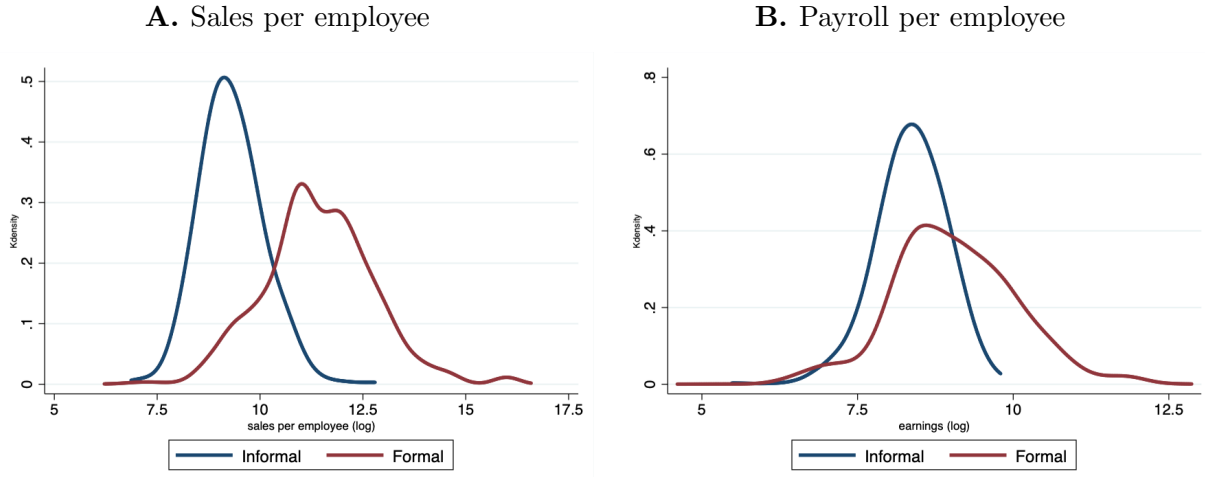 A. Sales per employee
Kdensity
.5
.4
.3
.2
.1
0
5 7.5 10 12.5 15 17.5
sales per employee (log)
Informal Formal
B. Payroll per employee
Kdensity
.8
.6
.4
.2
0
5 7.5 10 12.5
earnings (log)
Informal Formal